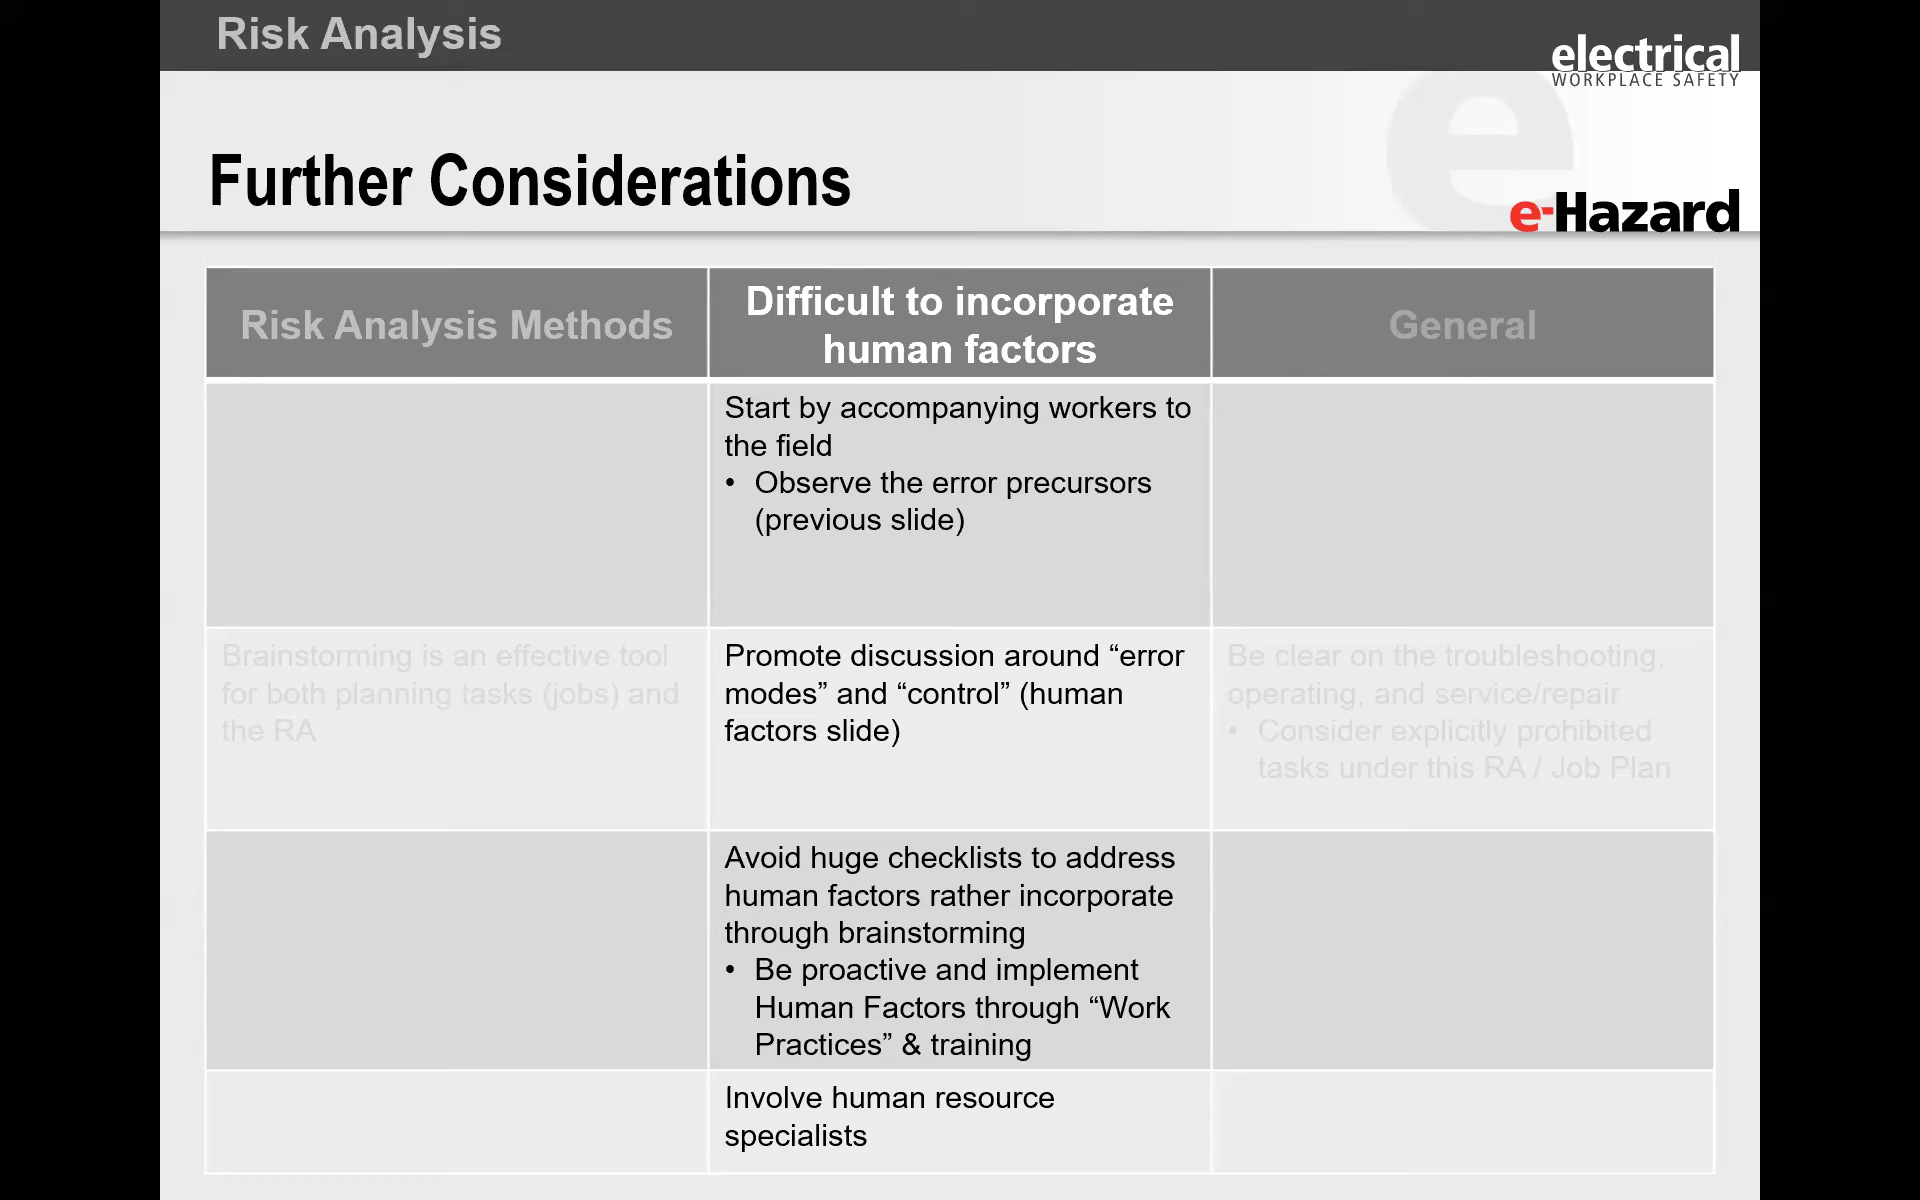 Risk Analysis
electrical
WORKPLACE SAFETY
Further Considerations
e-Hazard
Risk Analysis Methods
Difficult to incorporate
human factors
General
Start by accompanying workers to
the field
• Observe the error precursors
(previous slide)
Brainstorming is an effective tool
for both planning tasks (jobs) and
the RA
Promote discussion around “error
modes” and “control” (human
factors slide)
Be clear on the troubleshooting,
operating, and service/repair
• Consider explicitly prohibited
tasks under this RA / Job Plan
Avoid huge checklists to address
human factors rather incorporate
through brainstorming
• Be proactive and implement
Human Factors through “Work
Practices” & training
Involve human resource
specialists